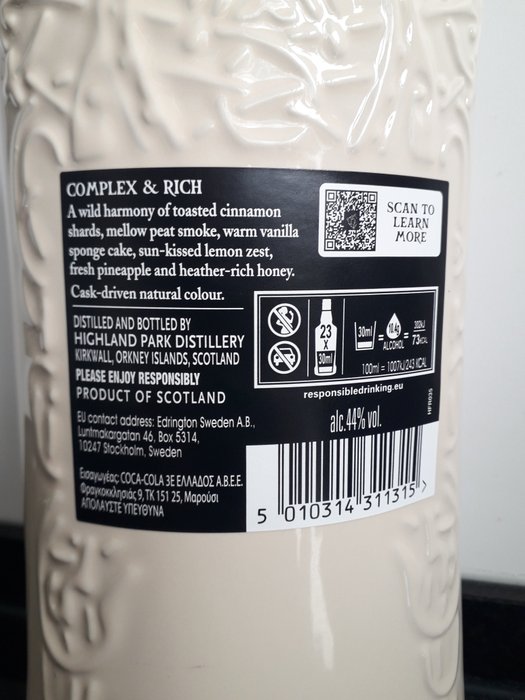 COMPLEX & RICH
A wild harmony of toasted cinnamon
shards, mellow peat smoke, warm vanilla
sponge cake, sun-kissed lemon zest,
fresh pineapple and heather-rich honey.
Cask-driven natural colour.
SCAN TO
LEARN
MORE
DISTILLED AND BOTTLED BY
HIGHLAND PARK DISTILLERY
KIRKWALL, ORKNEY ISLANDS, SCOTLAND
PLEASE ENJOY RESPONSIBLY
PRODUCT OF SCOTLAND
EU contact address: Edrington Sweden A.B.,
Luntmakargatan 46, Box 5314,
10247 Stockholm, Sweden
Εισαγωγέας: COCA-COLA 3Ε ΕΛΛΑΔΟΣ Α.Β.Ε.Ε.
Φραγκοκκλησιάς 9, ΤΚ 151 25, Μαρούσι
ΑΠΟΛΑΥΣΤΕ ΥΠΕΥΘΥΝΑ
23
x
30ml
30ml = 10.4g ALCOHOL = 302KJ 73KCAL
100ml = 1007KJ/243 KCAL
responsibledrinking.eu
alc.44% vol.
HPR035
5 010314 311315 >